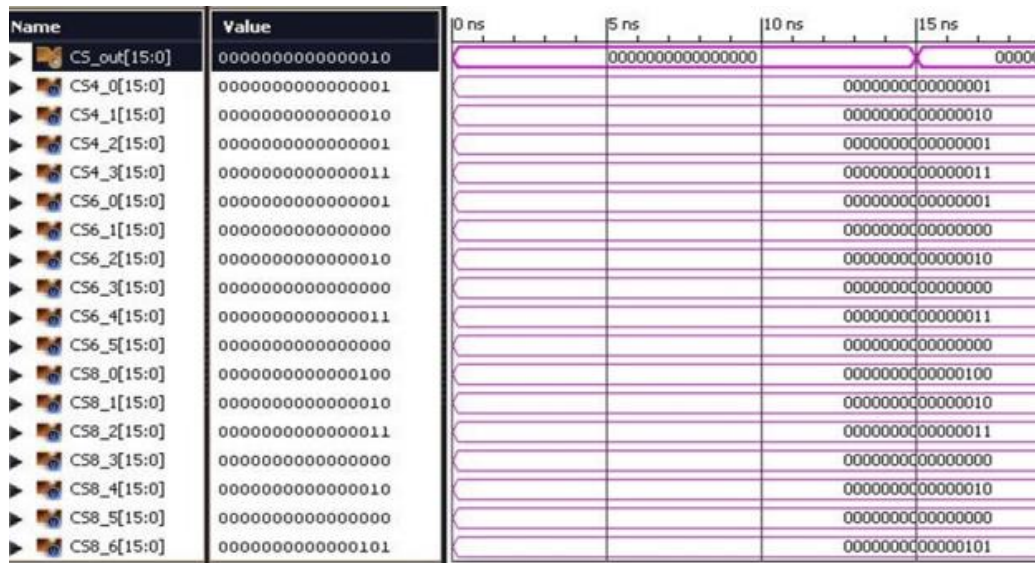 Name Value 0 ns 5 ns 10 ns 15 ns
CS_out[15:0] 0000000000000010 0000000000000000 0000
CS4_0[15:0] 0000000000000001 0000000000000001
CS4_1[15:0] 0000000000000010 0000000000000010
CS4_2[15:0] 0000000000000001 0000000000000001
CS4_3[15:0] 0000000000000011 0000000000000011
CS6_0[15:0] 0000000000000001 0000000000000001
CS6_1[15:0] 0000000000000000 0000000000000000
CS6_2[15:0] 0000000000000010 0000000000000010
CS6_3[15:0] 0000000000000000 0000000000000000
CS6_4[15:0] 0000000000000011 0000000000000011
CS6_5[15:0] 0000000000000000 0000000000000000
CS8_0[15:0] 0000000000000100 0000000000000100
CS8_1[15:0] 0000000000000010 0000000000000010
CS8_2[15:0] 0000000000000011 0000000000000011
CS8_3[15:0] 0000000000000000 0000000000000000
CS8_4[15:0] 0000000000000010 0000000000000010
CS8_5[15:0] 0000000000000000 0000000000000000
CS8_6[15:0] 0000000000000101 0000000000000101